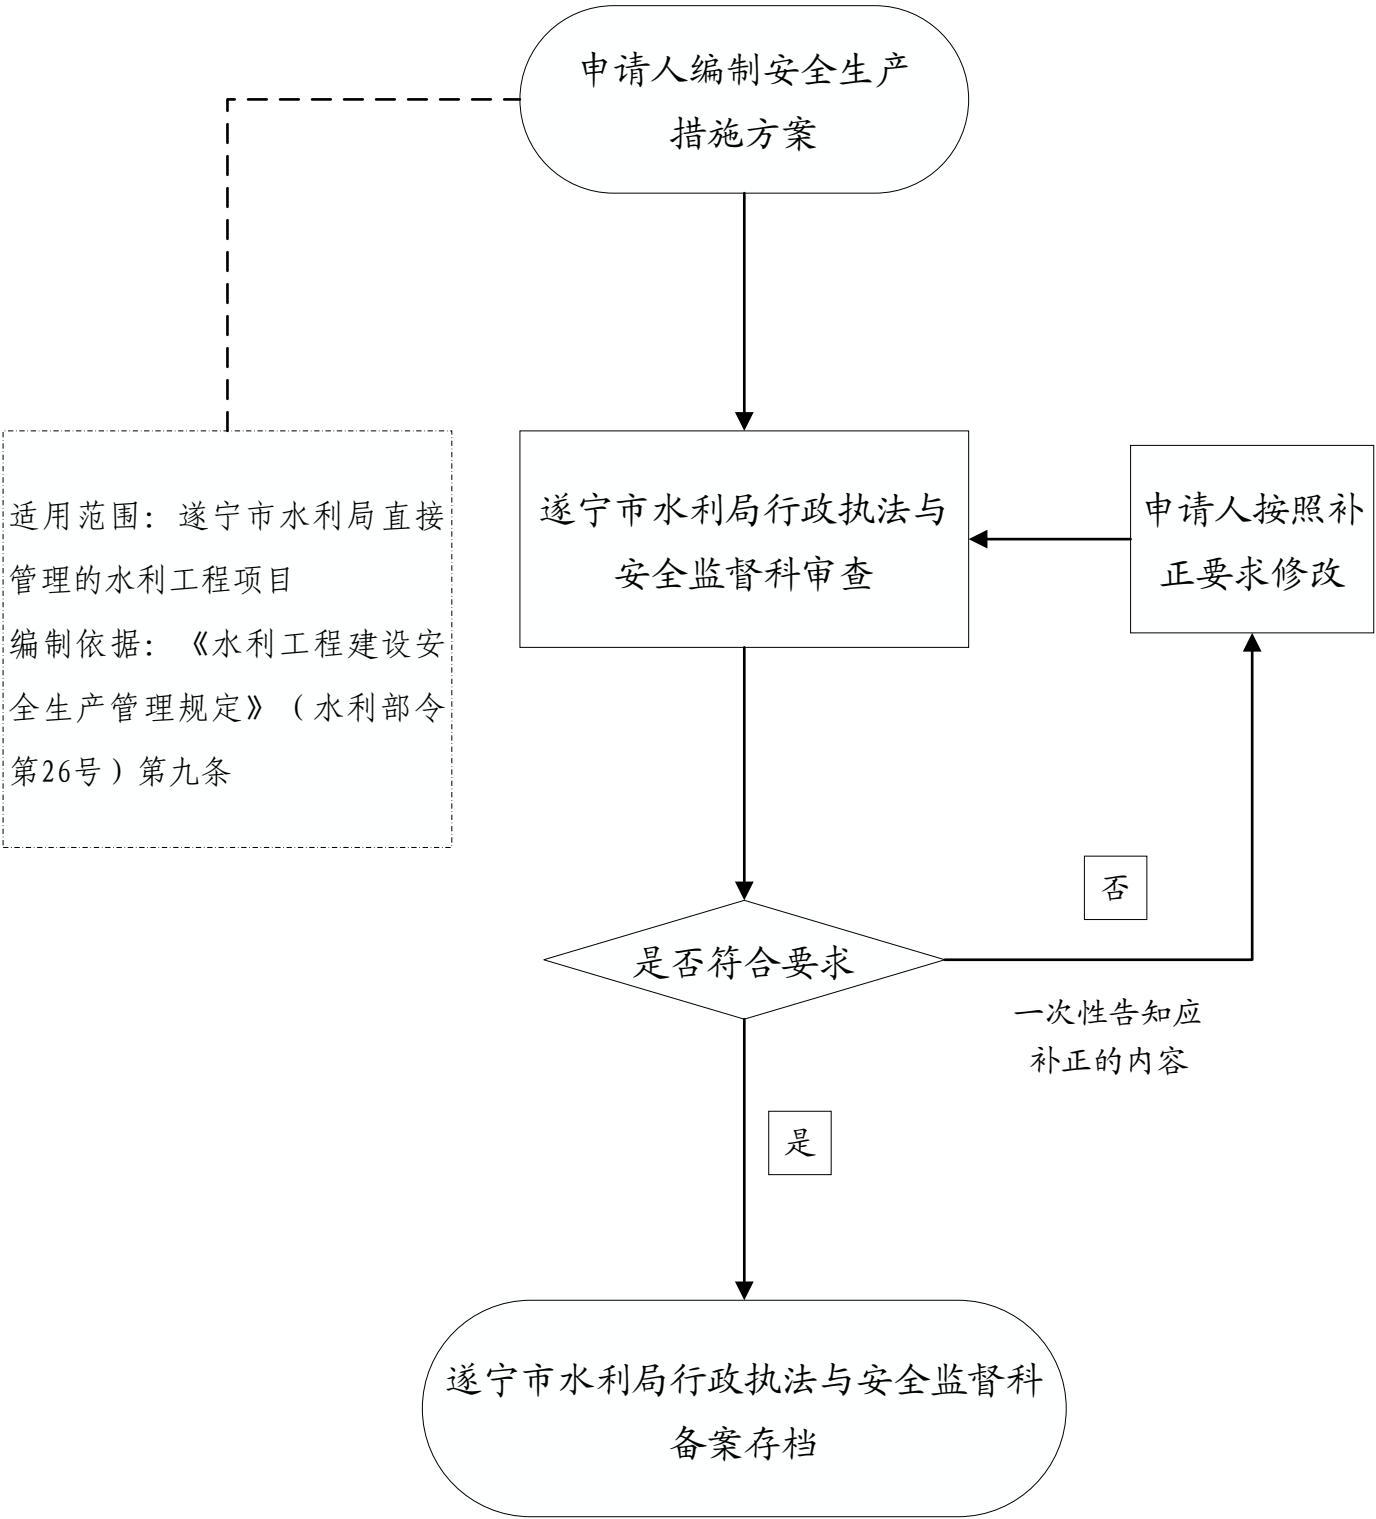 申请人编制安全生产
措施方案
适用范围：遂宁市水利局直接
管理的水利工程项目
编制依据：《水利工程建设安
全生产管理规定》（水利部令
第26号）第九条
遂宁市水利局行政执法与
安全监督科审查
申请人按照补
正要求修改
否
是否符合要求
一次性告知应
补正的内容
是
遂宁市水利局行政执法与安全监督科
备案存档